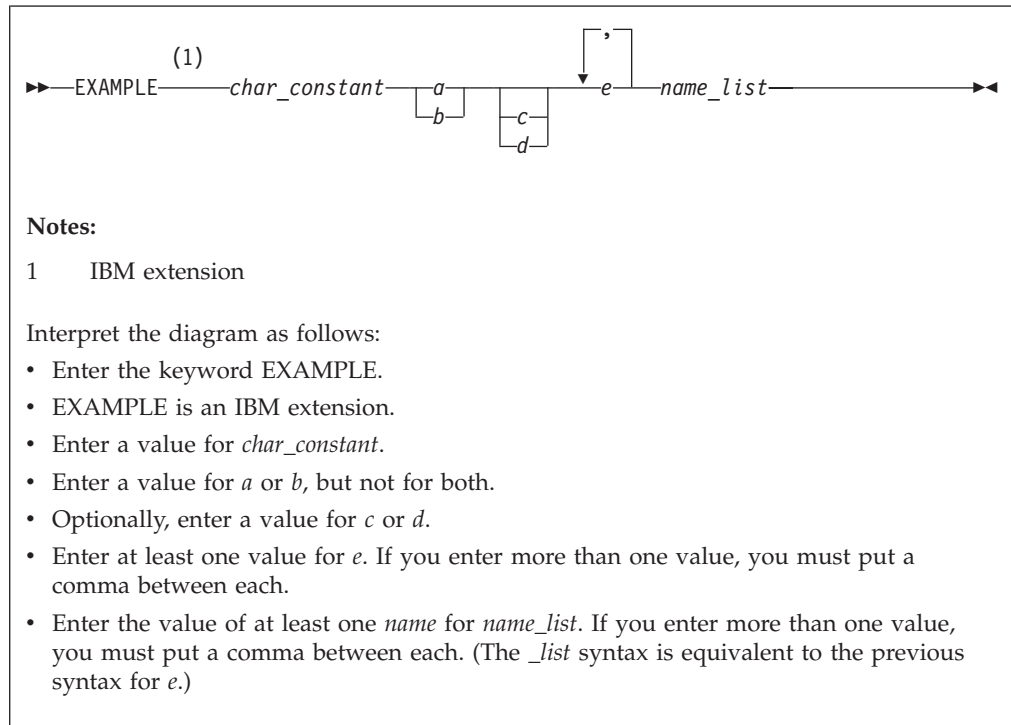 ,
(1)
EXAMPLE char_constant a e name_list
b c
d
Notes:
1 IBM extension
Interpret the diagram as follows:
• Enter the keyword EXAMPLE.
• EXAMPLE is an IBM extension.
• Enter a value for char_constant.
• Enter a value for a or b, but not for both.
• Optionally, enter a value for c or d.
• Enter at least one value for e. If you enter more than one value, you must put a
comma between each.
• Enter the value of at least one name for name_list. If you enter more than one value,
you must put a comma between each. (The _list syntax is equivalent to the previous
syntax for e.)